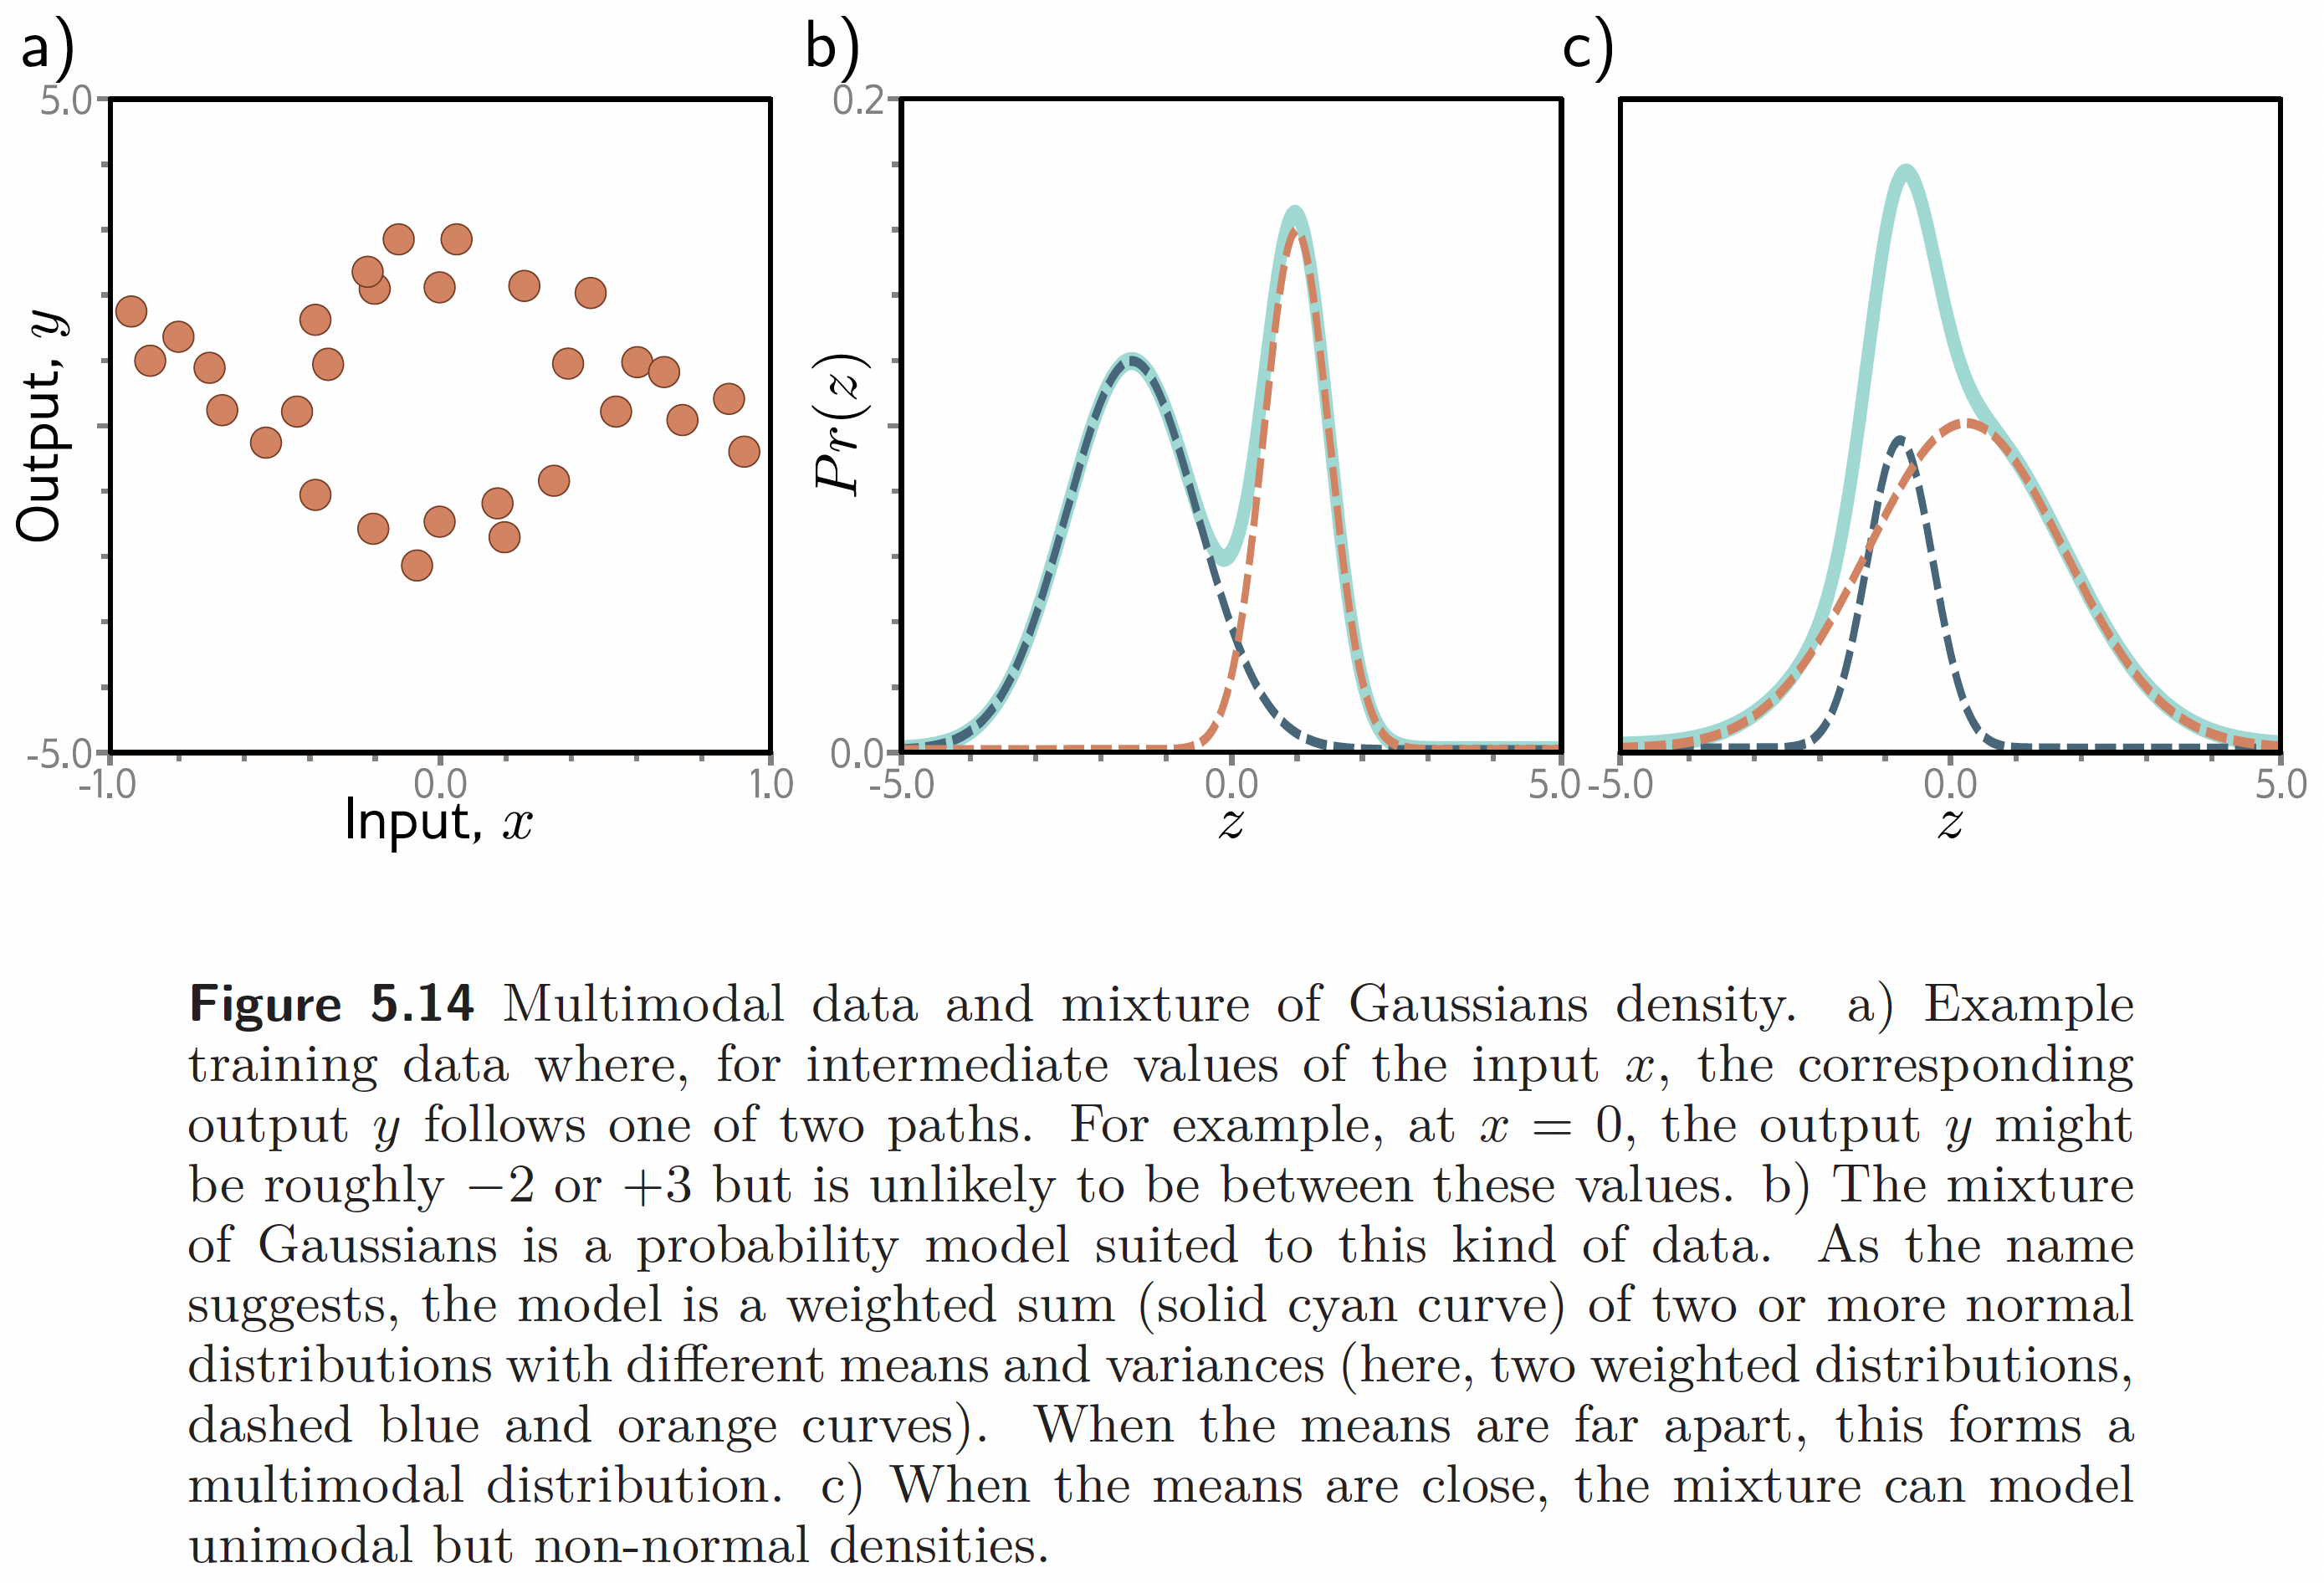 a)
b)
c)
5.0
-5.0
-1.0
0.0
1.0
Input, x
Output, y
0.2
0.0
Pr(z)
-5.0
0.0
5.0
z
-5.0
0.0
5.0
z
Figure 5.14 Multimodal data and mixture of Gaussians density. a) Example
training data where, for intermediate values of the input x, the corresponding
output y follows one of two paths. For example, at x = 0, the output y might
be roughly −2 or +3 but is unlikely to be between these values. b) The mixture
of Gaussians is a probability model suited to this kind of data. As the name
suggests, the model is a weighted sum (solid cyan curve) of two or more normal
distributions with different means and variances (here, two weighted distributions,
dashed blue and orange curves). When the means are far apart, this forms a
multimodal distribution. c) When the means are close, the mixture can model
unimodal but non-normal densities.